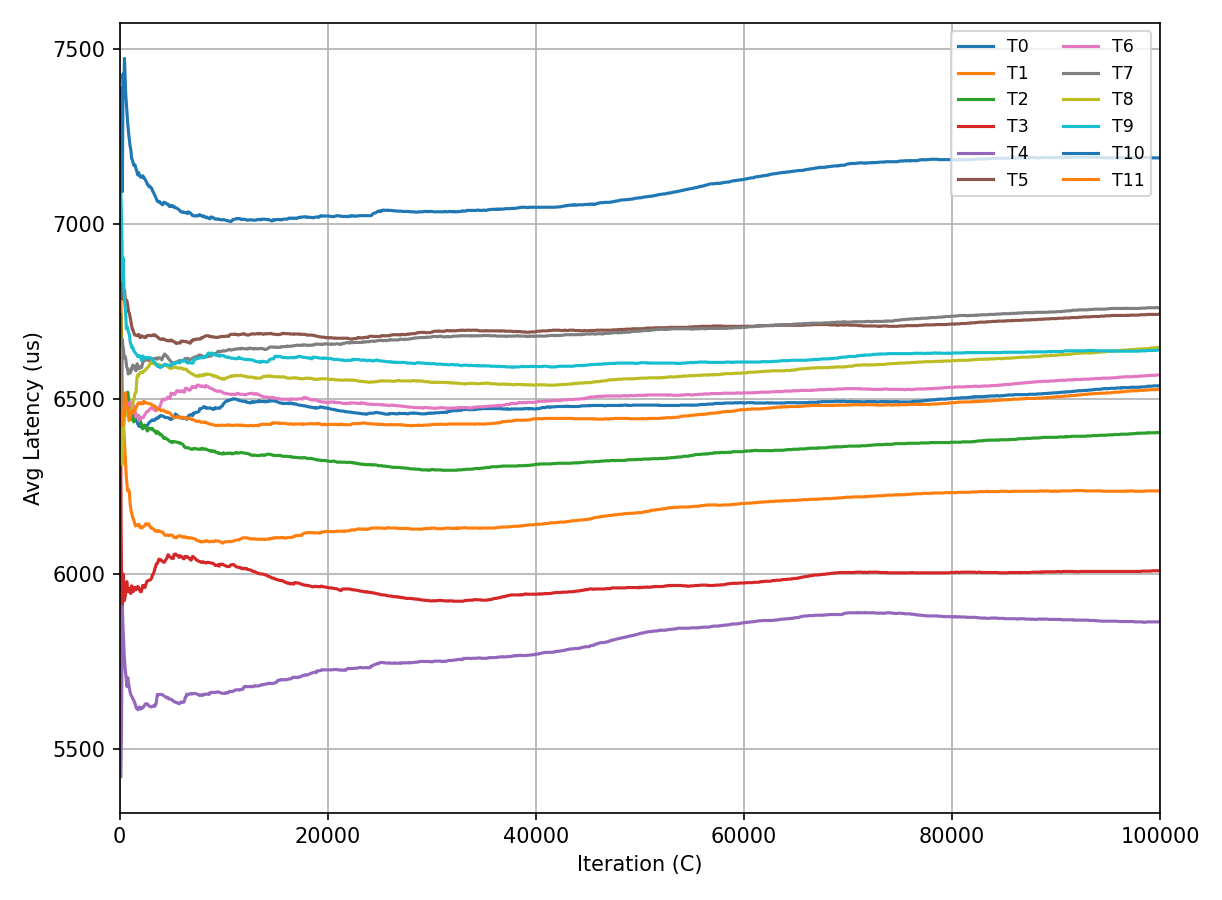 7500
7000
6500
6000
5500
Avg Latency (us)
0 20000 40000 60000 80000 100000
Iteration (C)
T0 T6
T1 T7
T2 T8
T3 T9
T4 T10
T5 T11